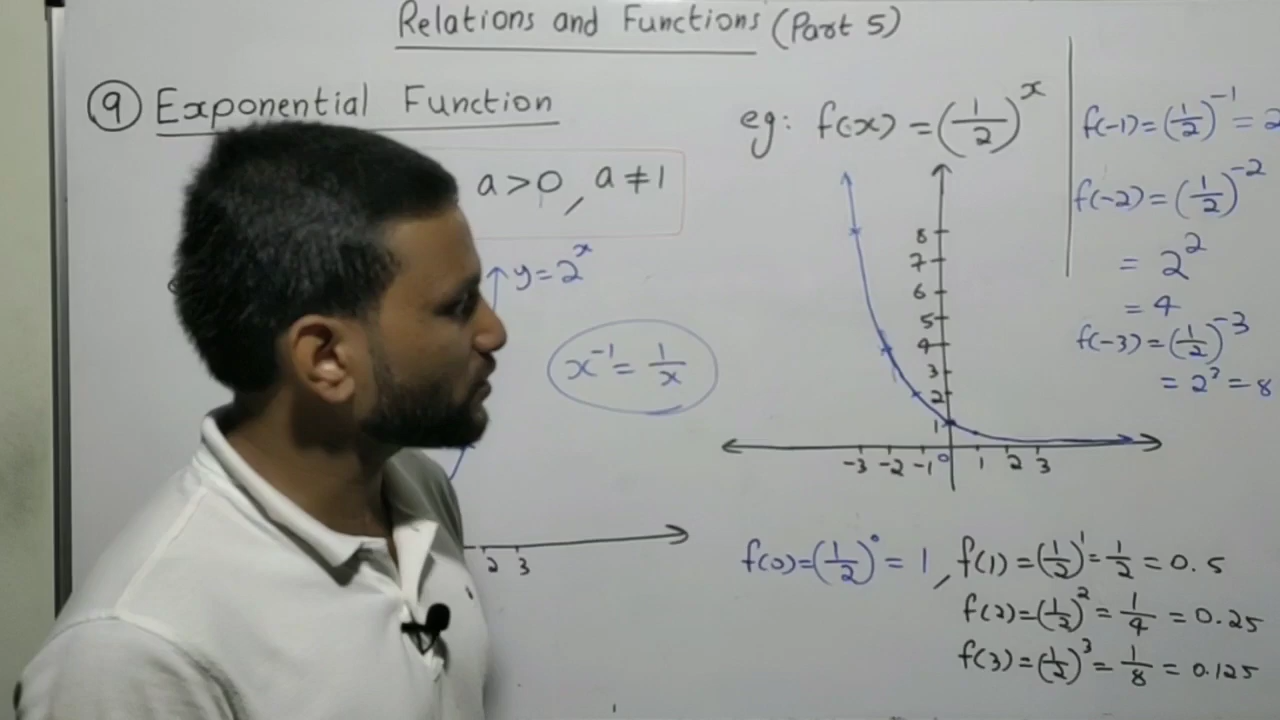 Relations and Functions (Part 5)
⑨ Exponential Function
a>0, a≠1
y=2^x
x^-1 = 1/x
2 3
eg: f(x) = (1/2)^x
8
7
6
5
4
3
2
1
-3 -2 -1 0 1 2 3
f(0)=(1/2)^0 = 1, f(1)=(1/2)^1= 1/2 = 0.5
f(2)=(1/2)^2 = 1/4 = 0.25
f(3)=(1/2)^3 = 1/8 = 0.125
f(-1)=(1/2)^-1 = 2
f(-2)=(1/2)^-2
= 2^2
= 4
f(-3)=(1/2)^-3
= 2^3 = 8